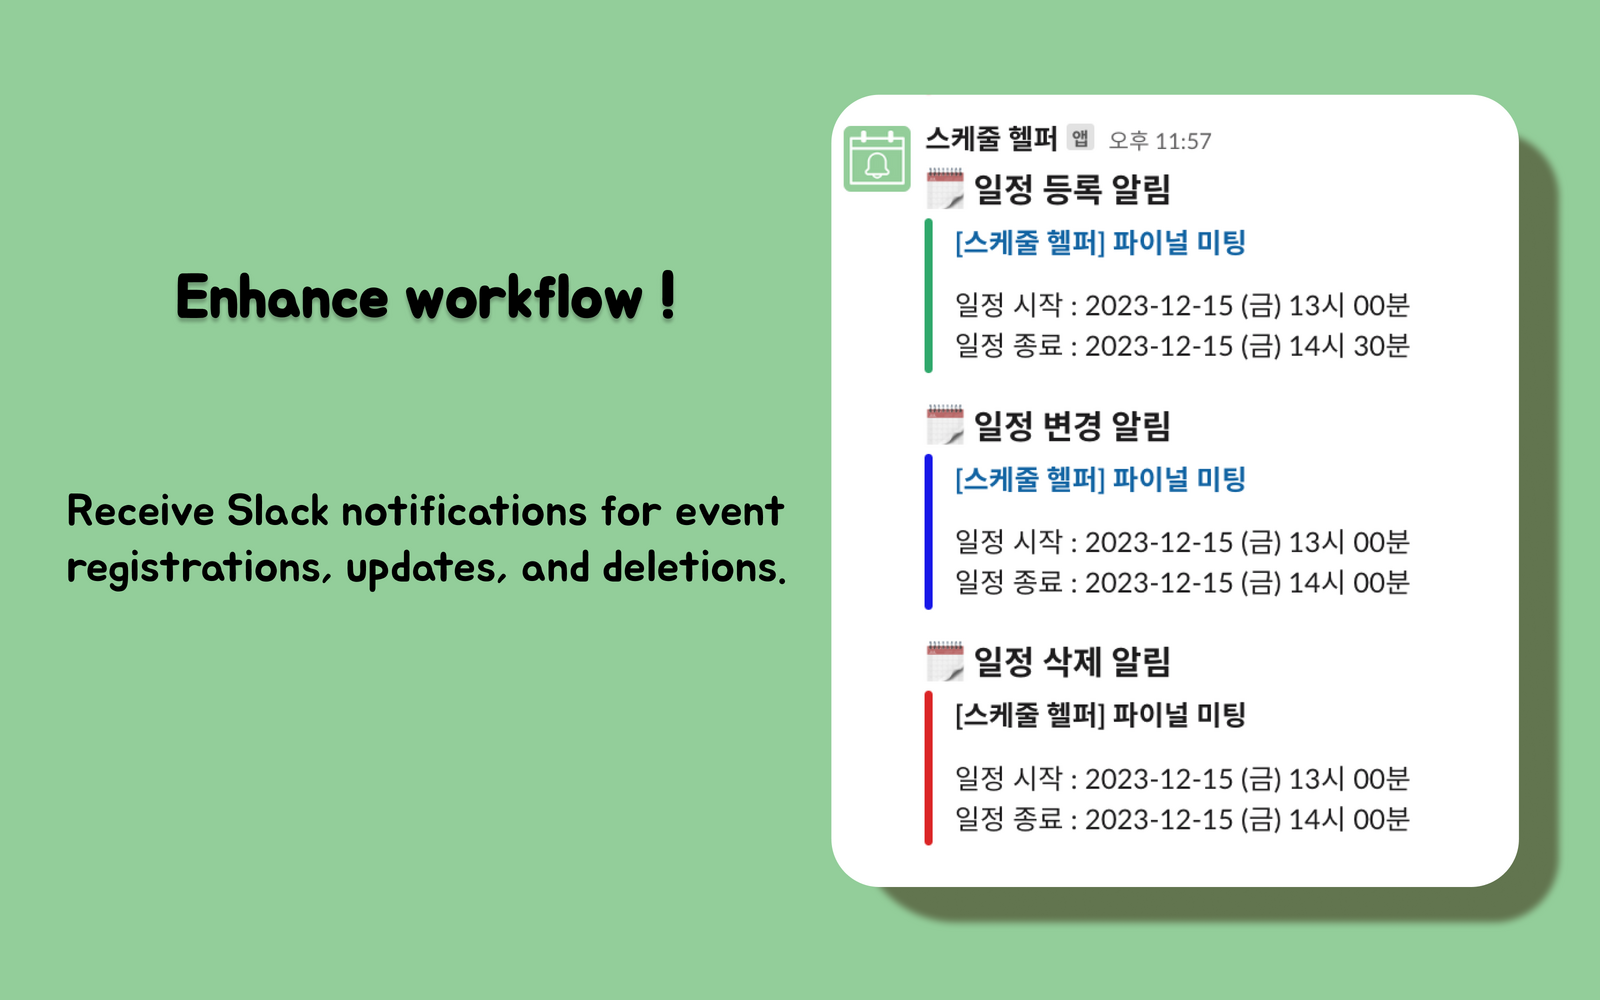 Enhance workflow !
Receive Slack notifications for event
registrations, updates, and deletions.
스케줄 헬퍼 앱 오후 11:57
일정 등록 알림
[스케줄 헬퍼] 파이널 미팅
일정 시작 : 2023-12-15 (금) 13시 00분
일정 종료 : 2023-12-15 (금) 14시 30분
일정 변경 알림
[스케줄 헬퍼] 파이널 미팅
일정 시작 : 2023-12-15 (금) 13시 00분
일정 종료 : 2023-12-15 (금) 14시 00분
일정 삭제 알림
[스케줄 헬퍼] 파이널 미팅
일정 시작 : 2023-12-15 (금) 13시 00분
일정 종료 : 2023-12-15 (금) 14시 00분